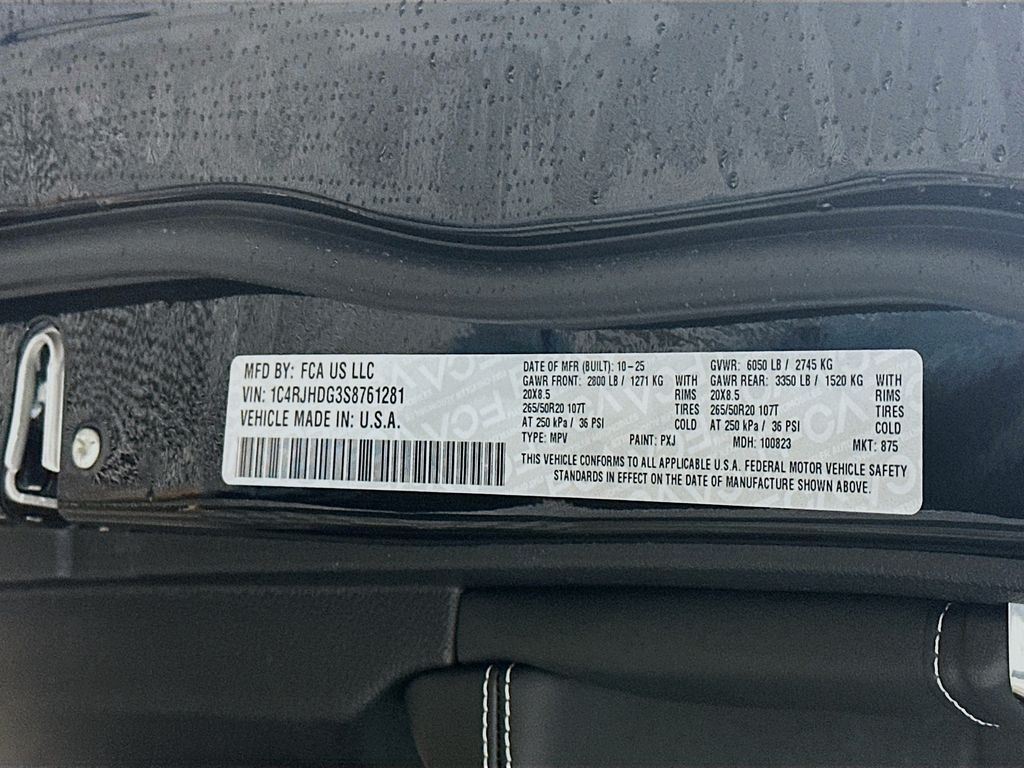 MFD BY: FCA US LLC
VIN: 1C4RJHDG3S8761281
VEHICLE MADE IN: U.S.A.
DATE OF MFR (BUILT): 10-25
GAWR FRONT: 2800 LB / 1271 KG WITH
20X8.5 RIMS
265/50R20 107T TIRES
AT 250 kPa / 36 PSI COLD
TYPE: MPV PAINT: PXJ
GVWR: 6050 LB / 2745 KG
GAWR REAR: 3350 LB / 1520 KG WITH
20X8.5 RIMS
265/50R20 107T TIRES
AT 250 kPa / 36 PSI COLD
MDH: 100823 MKT: 875
THIS VEHICLE CONFORMS TO ALL APPLICABLE U.S.A. FEDERAL MOTOR VEHICLE SAFETY
STANDARDS IN EFFECT ON THE DATE OF MANUFACTURE SHOWN ABOVE.